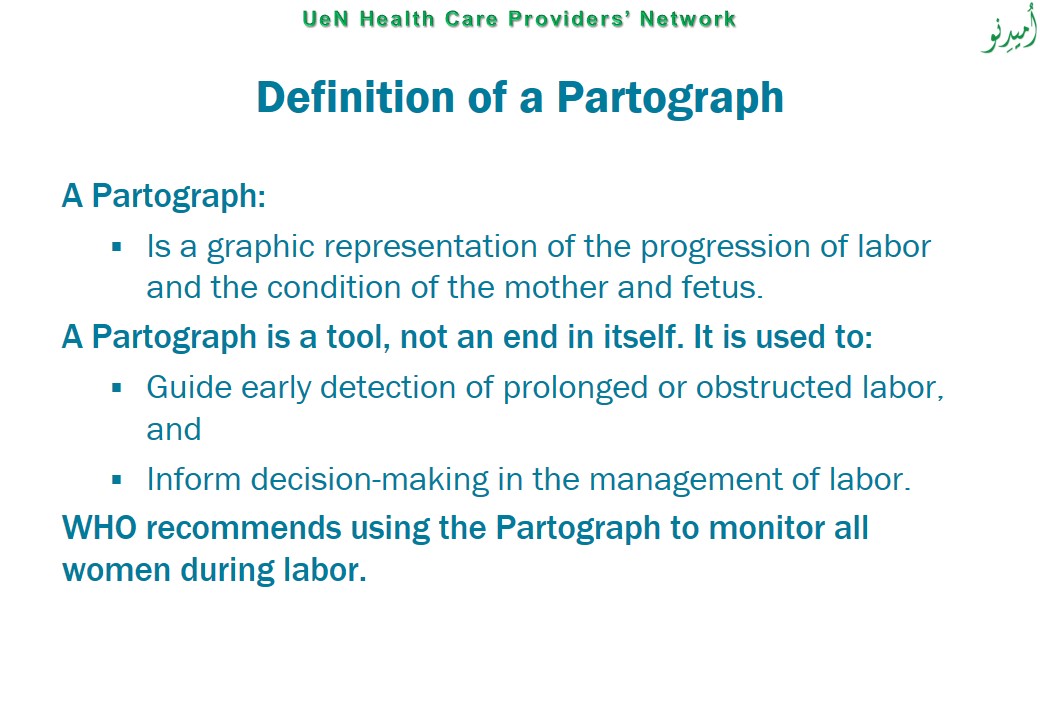 UeN Health Care Providers’ Network
اُمیدِنو
Definition of a Partograph
A Partograph:
▪ Is a graphic representation of the progression of labor
and the condition of the mother and fetus.
A Partograph is a tool, not an end in itself. It is used to:
▪ Guide early detection of prolonged or obstructed labor,
and
▪ Inform decision-making in the management of labor.
WHO recommends using the Partograph to monitor all
women during labor.